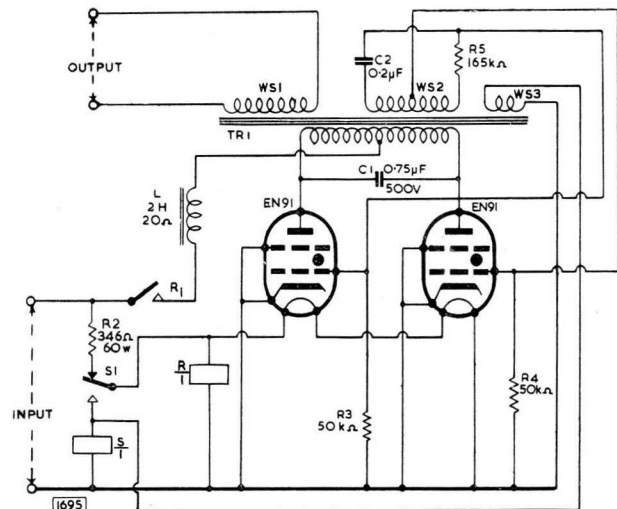 OUTPUT
WS1
C2
0.2μF
WS2
R5
165kΩ
WS3
TR1
C1 0.75μF
500V
L
2H
20Ω
EN91
EN91
R1
R2
346Ω
60w
S1
INPUT
R
1
S
1
R3
50kΩ
R4
50kΩ
1695